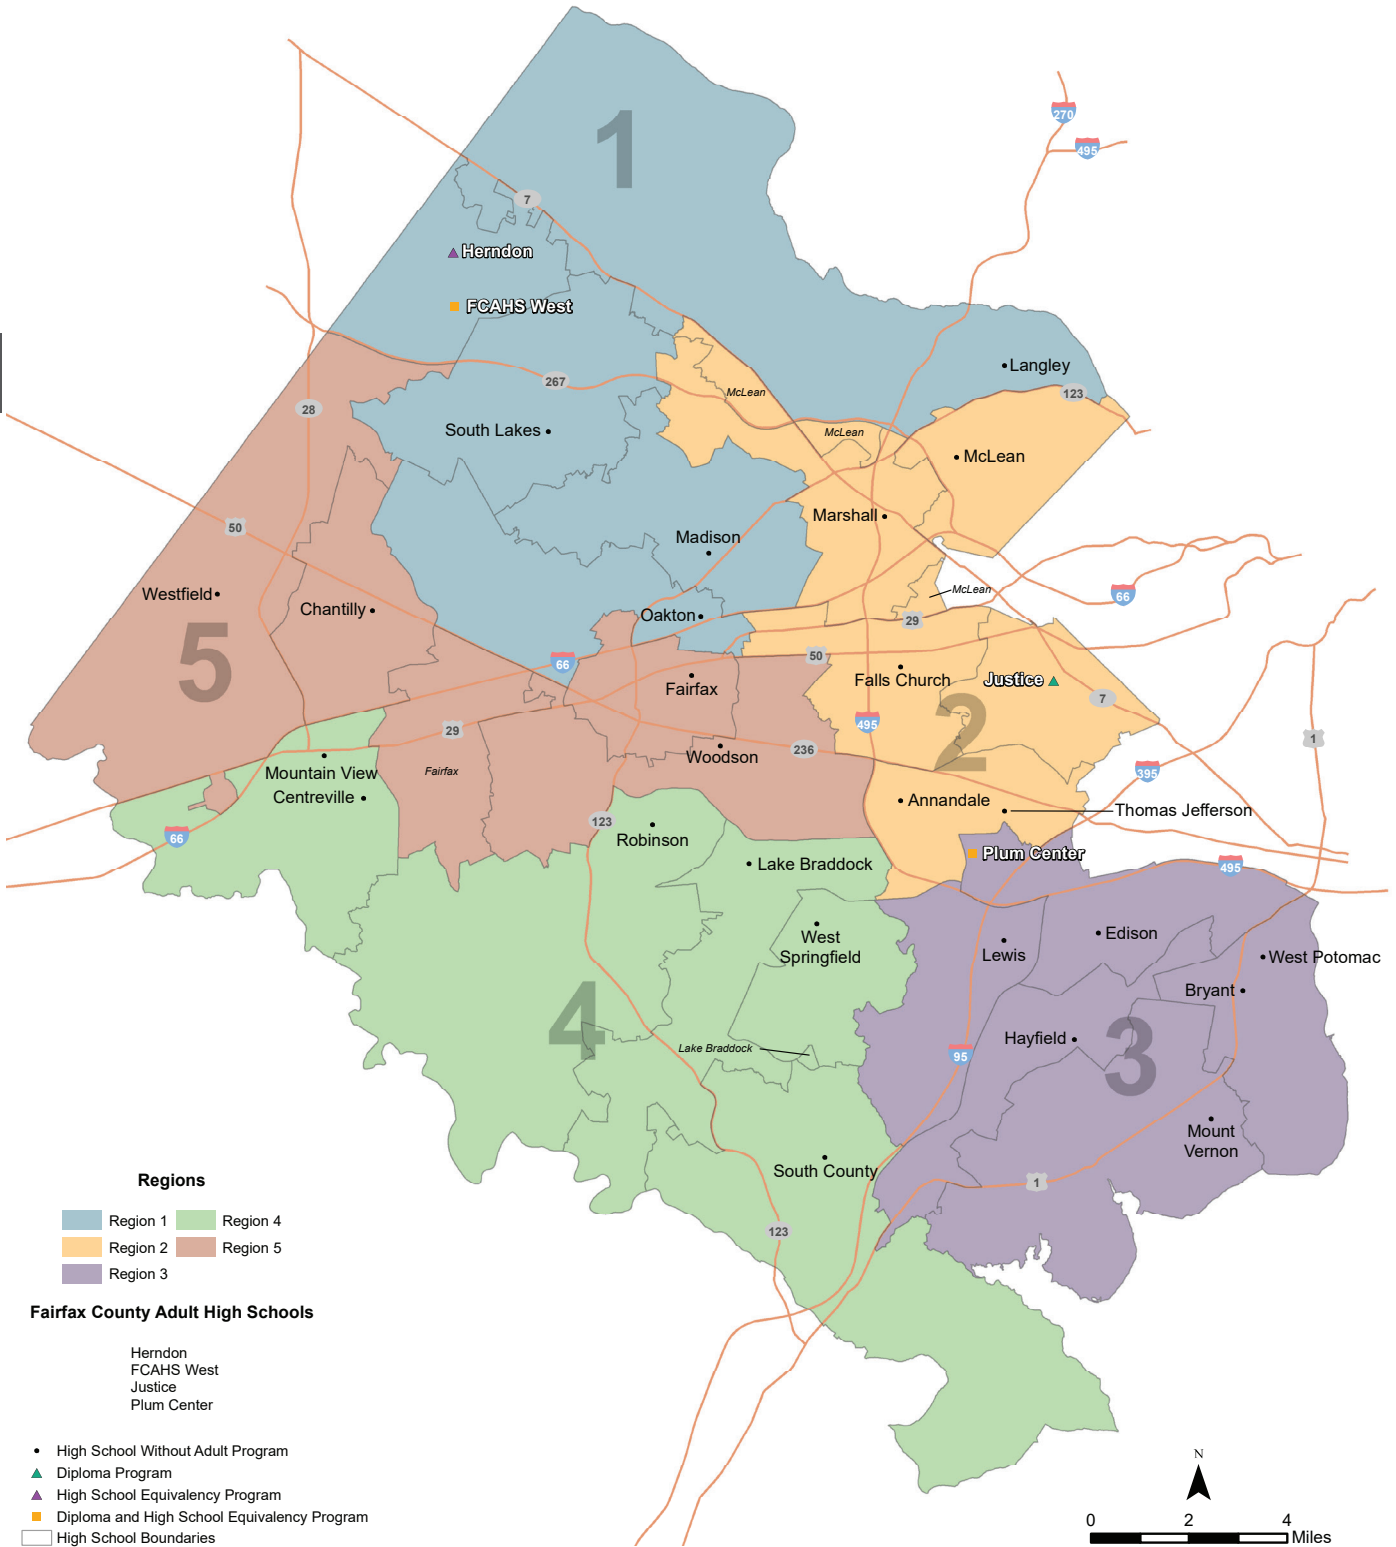 270
495
1
7
Herndon
FCAHS West
Langley
267
123
McLean
28
McLean
South Lakes
McLean
Marshall
50
Madison
McLean
66
Westfield
Chantilly
Oakton
29
5
66
50
Falls Church
Justice
Fairfax
7
2
495
29
236
1
Woodson
Mountain View
Fairfax
395
Centreville
Annandale
Thomas Jefferson
66
123
Robinson
Plum Center
Lake Braddock
495
West
Springfield
Edison
Lewis
West Potomac
Bryant
4
Hayfield
3
Lake Braddock
95
Mount
Vernon
South County
1
123
Regions
Region 1
Region 4
Region 2
Region 5
Region 3
Fairfax County Adult High Schools
Herndon
FCAHS West
Justice
Plum Center
High School Without Adult Program
Diploma Program
High School Equivalency Program
Diploma and High School Equivalency Program
High School Boundaries
N
0 2 4
Miles